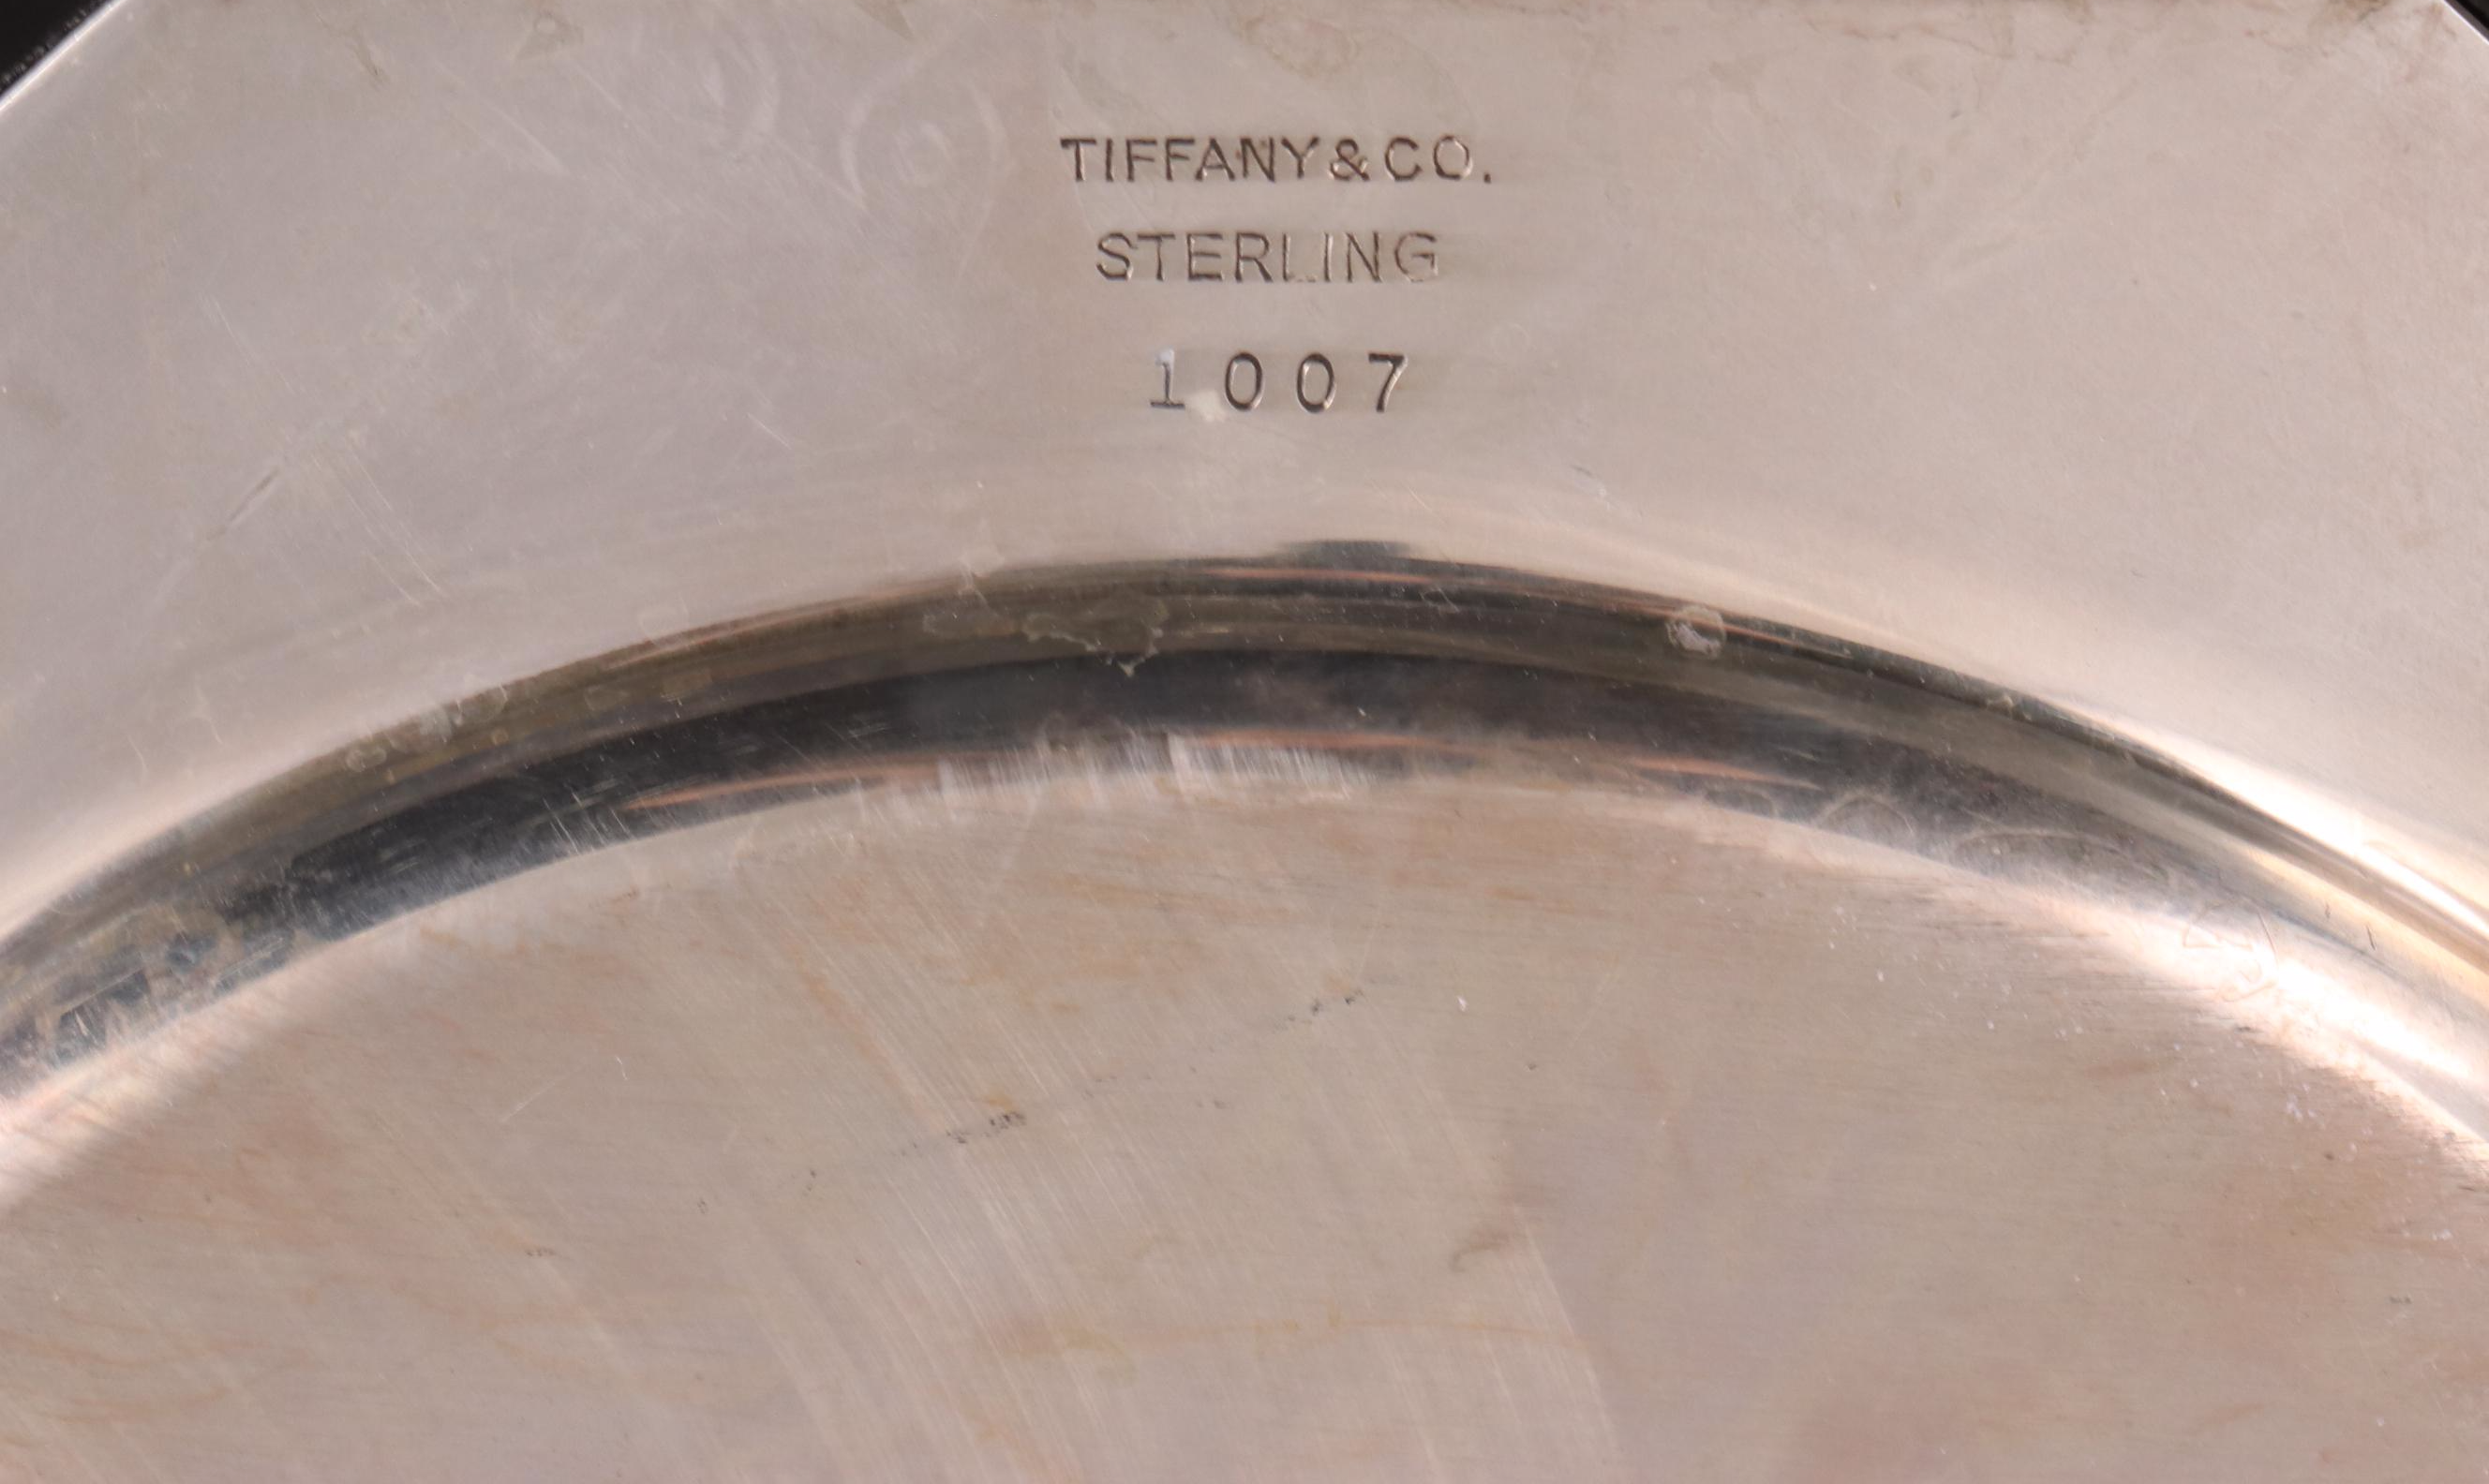 TIFFANY & CO.
STERLING
1007